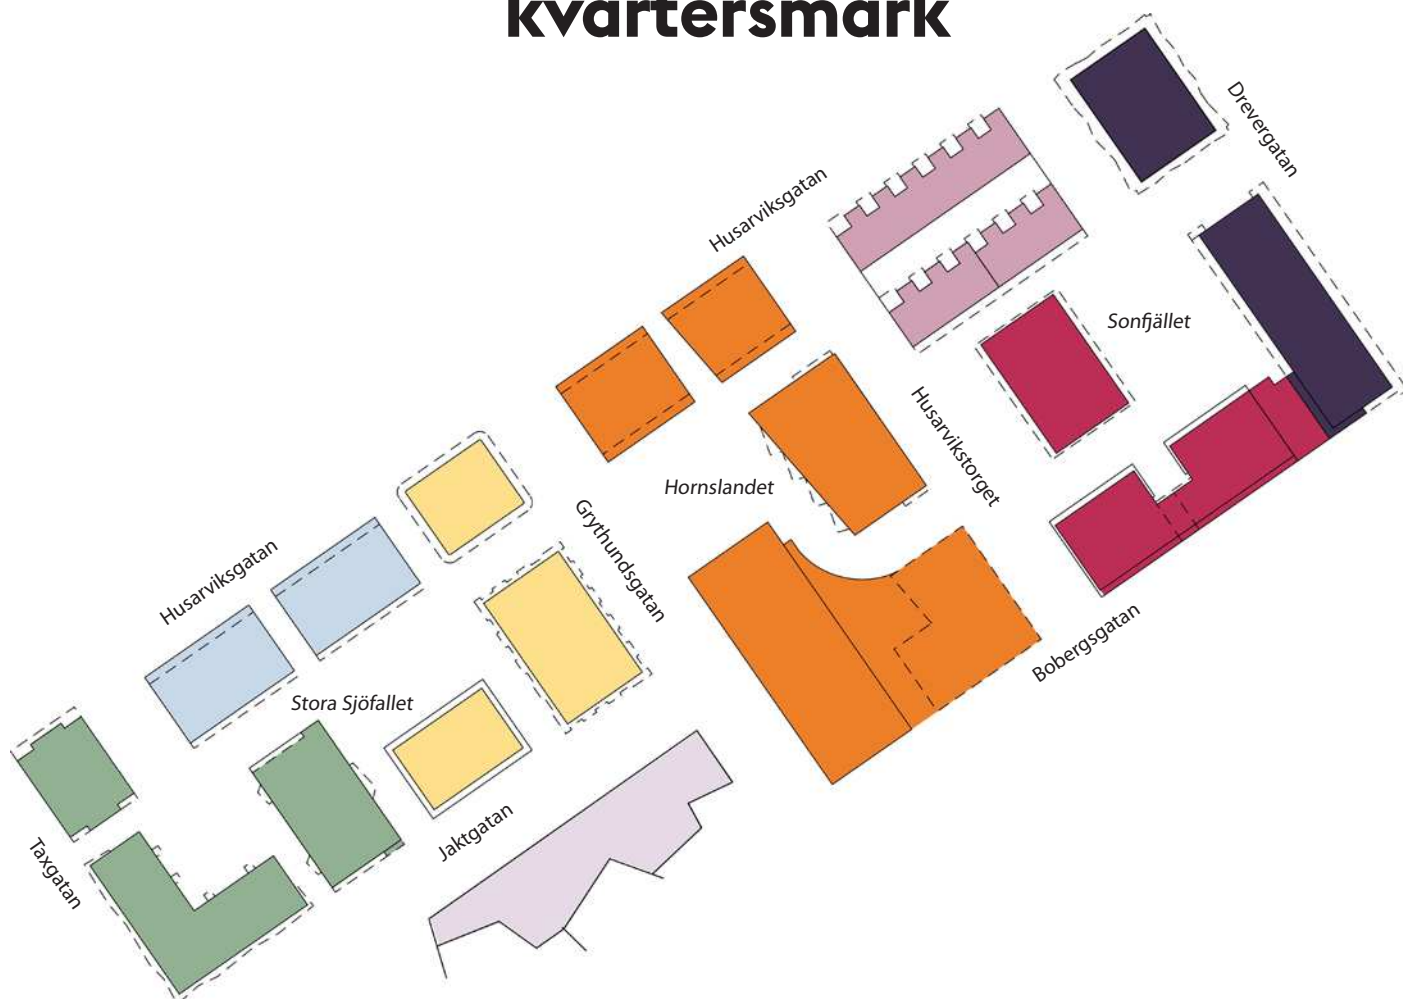 kvartersmark
Drevergatan
Husarviksgatan
Sonfjället
Husarvikstorget
Hornslandet
Grythundsgatan
Husarviksgatan
Bobergsgatan
Stora Sjöfallet
Jaktgatan
Taxgatan